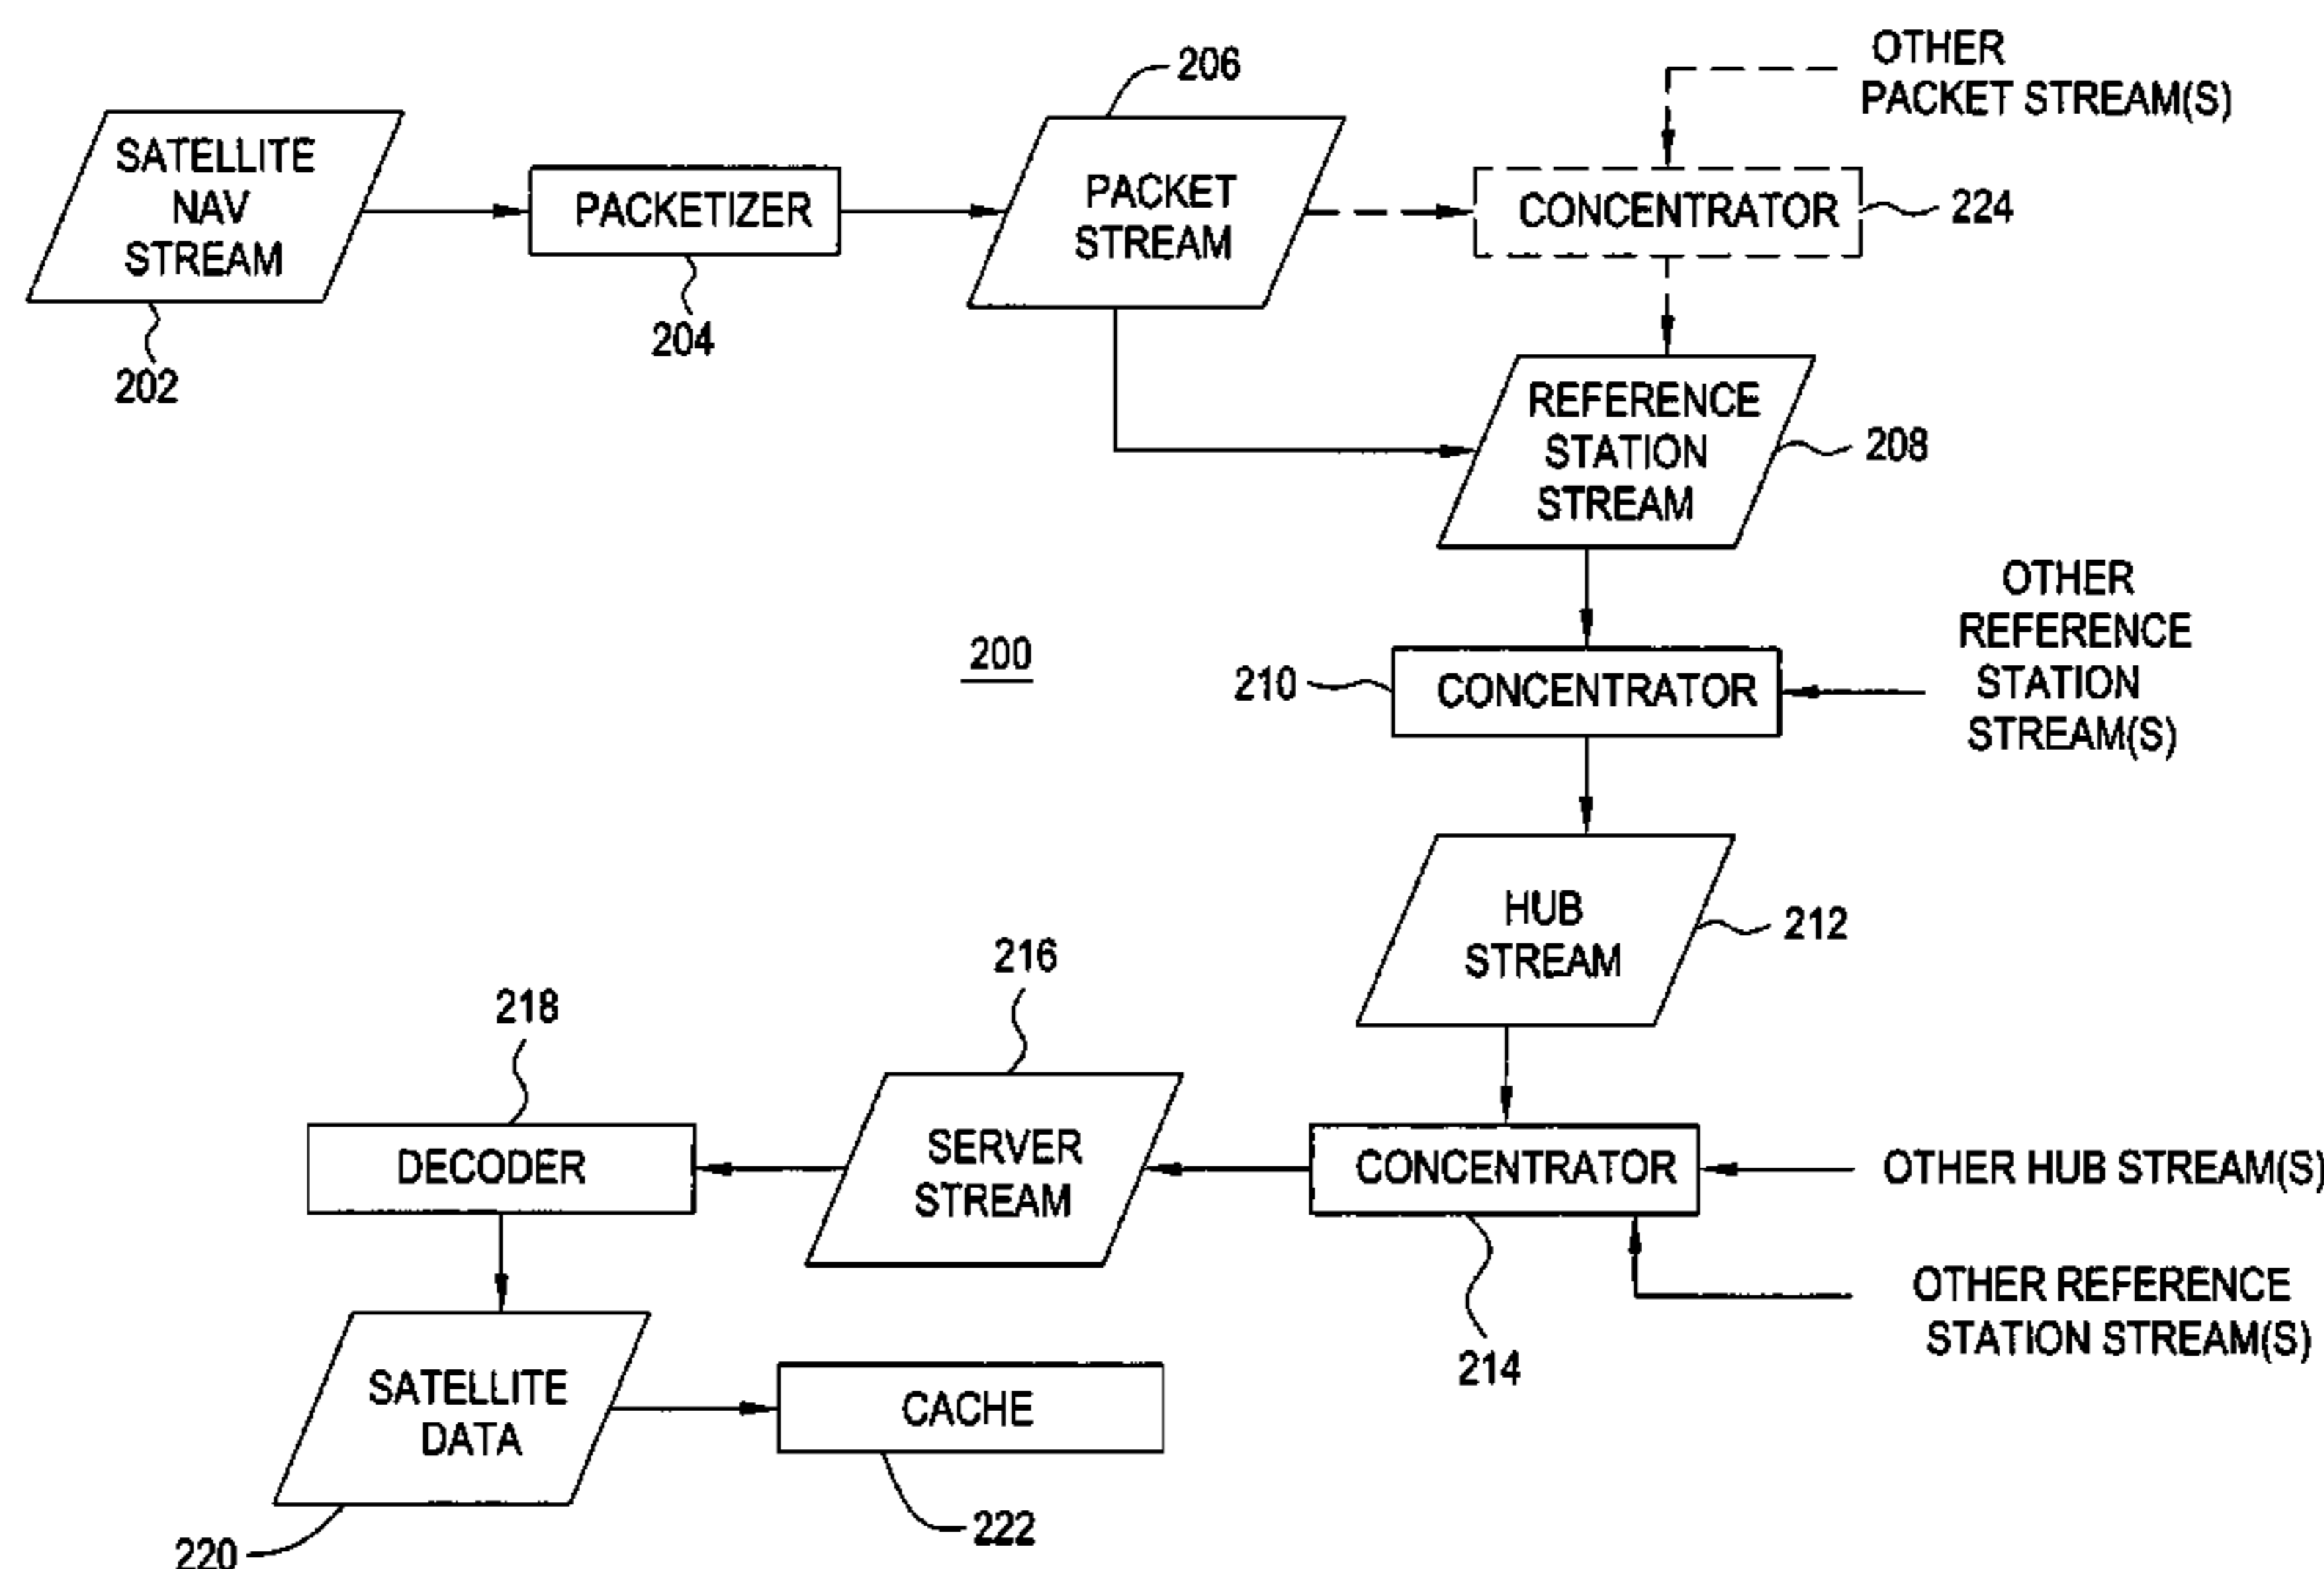 206
OTHER
PACKET STREAM(S)
SATELLITE
NAV
STREAM
PACKETIZER
PACKET
STREAM
CONCENTRATOR
224
202
204
REFERENCE
STATION
STREAM
208
OTHER
REFERENCE
STATION
STREAM(S)
200
210
CONCENTRATOR
HUB
STREAM
212
216
218
DECODER
SERVER
STREAM
CONCENTRATOR
OTHER HUB STREAM(S)
OTHER REFERENCE
STATION STREAM(S)
214
SATELLITE
DATA
CACHE
222
220